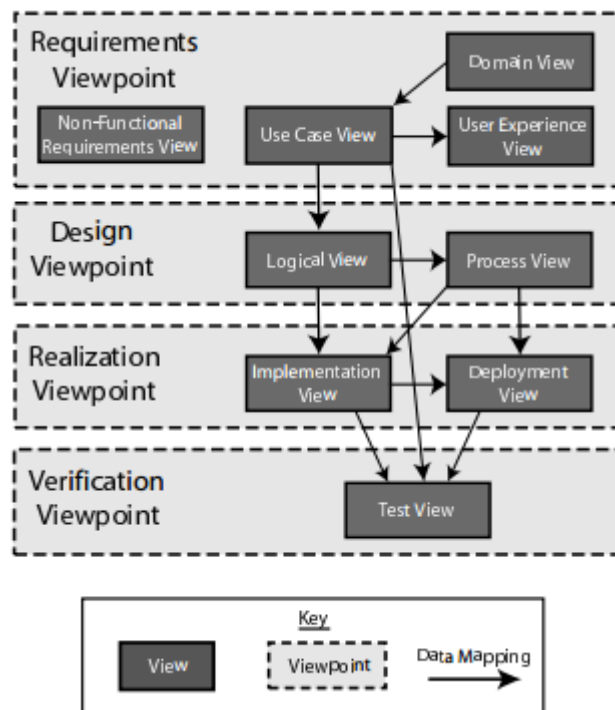 Requirements
Viewpoint
Domain View
Non-Functional
Requirements View
Use Case View
User Experience
View
Design
Viewpoint
Logical View
Process View
Realization
Viewpoint
Implementation
View
Deployment
View
Verification
Viewpoint
Test View
Key
View
Viewpoint
Data Mapping